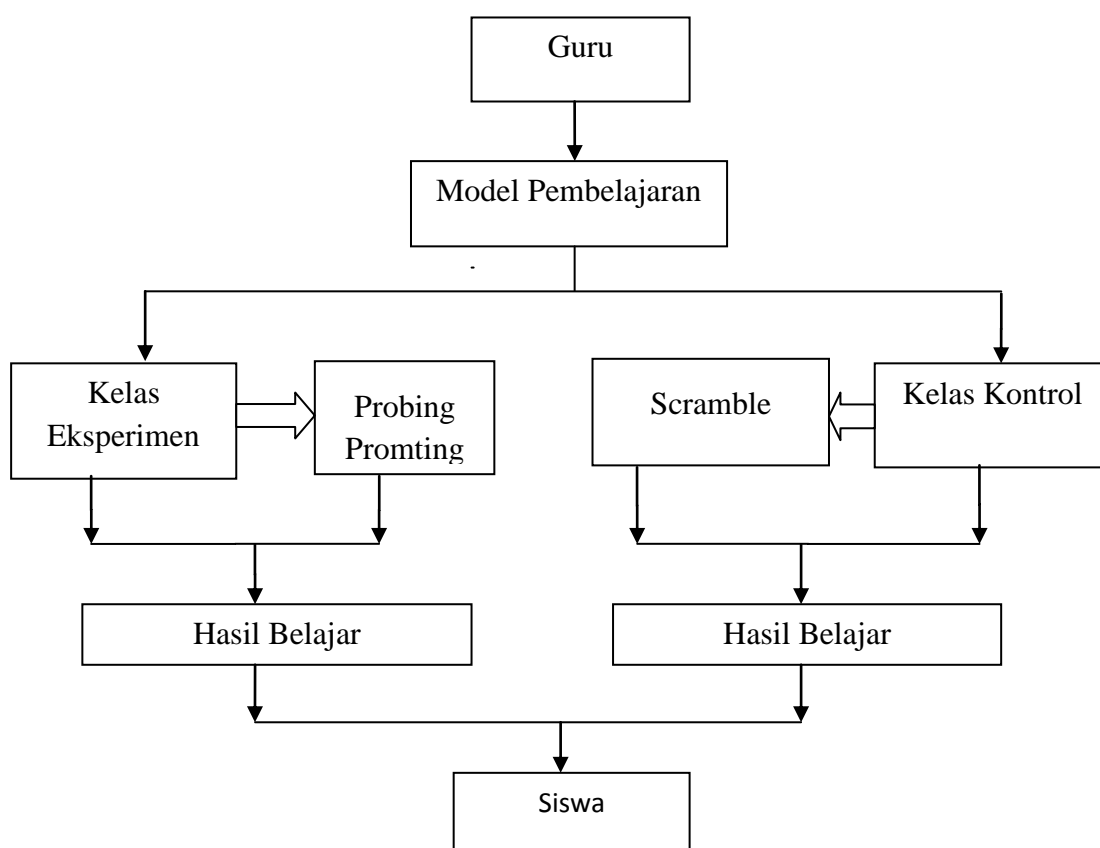 Guru
Model Pembelajaran
Kelas
Eksperimen
Probing
Promting
Scramble
Kelas Kontrol
Hasil Belajar
Hasil Belajar
Siswa